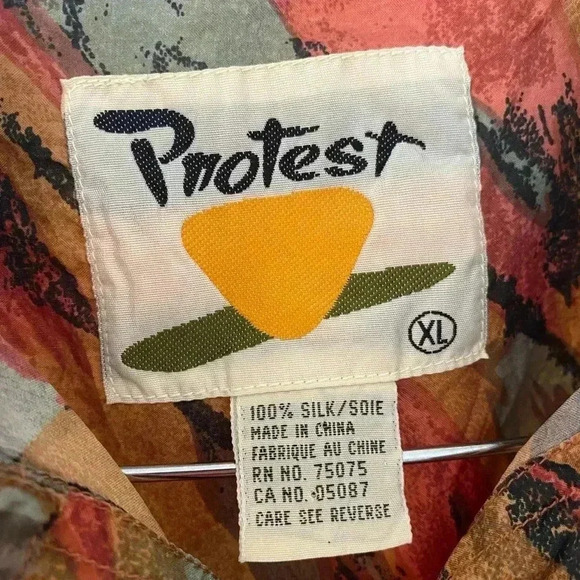 Protest
XL
100% SILK/SOIE
MADE IN CHINA
FABRIQUE AU CHINE
RN NO. 75075
CA NO. 05087
CARE SEE REVERSE